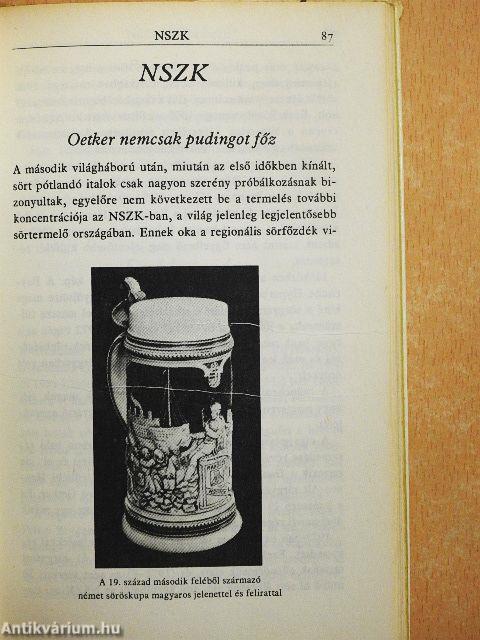 NSZK 87
NSZK
Oetker nemcsak pudingot főz
A második világháború után, miután az első időkben kínált,
sört pótlandó italok csak nagyon szerény próbálkozásnak bi-
zonyultak, egyelőre nem következett be a termelés további
koncentrációja az NSZK-ban, a világ jelenleg legjelentősebb
sörtermelő országában. Ennek oka a regionális sörfőzdék vi-
A 19. század második feléből származó
német söröskupa magyaros jelenettel és felirattal
Antikvárium.hu